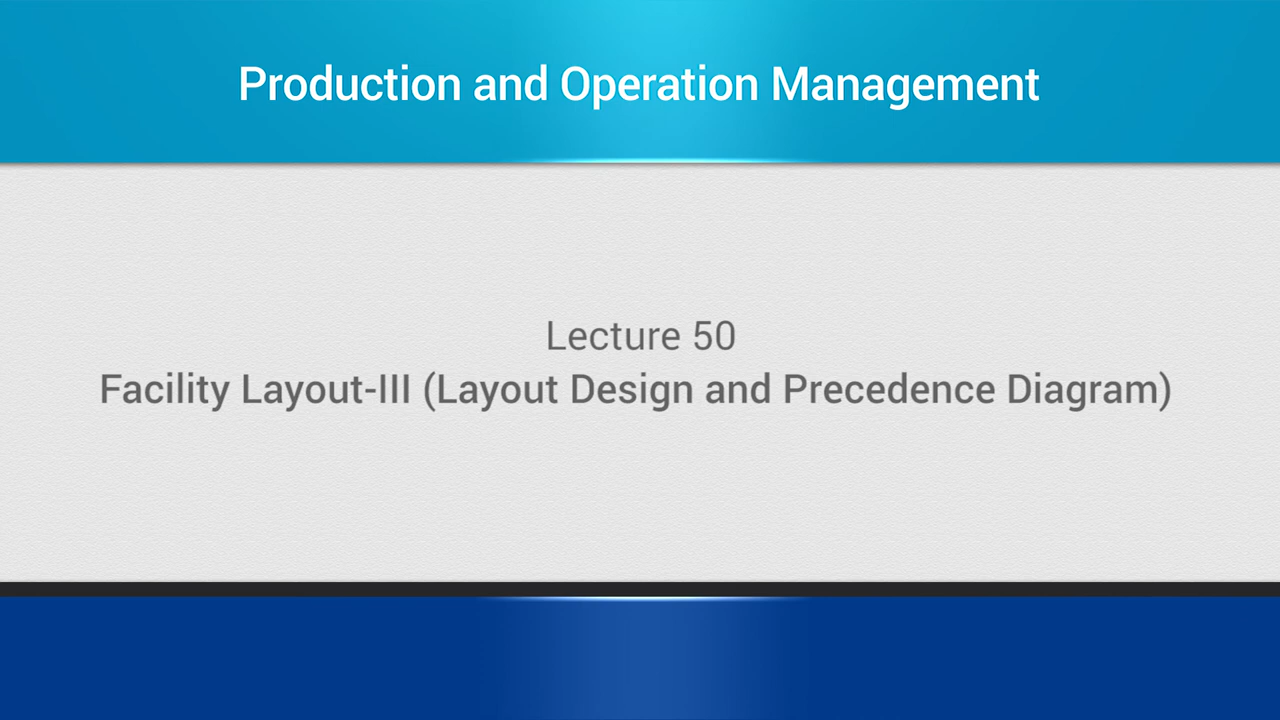 Production and Operation Management
Lecture 50
Facility Layout-III (Layout Design and Precedence Diagram)